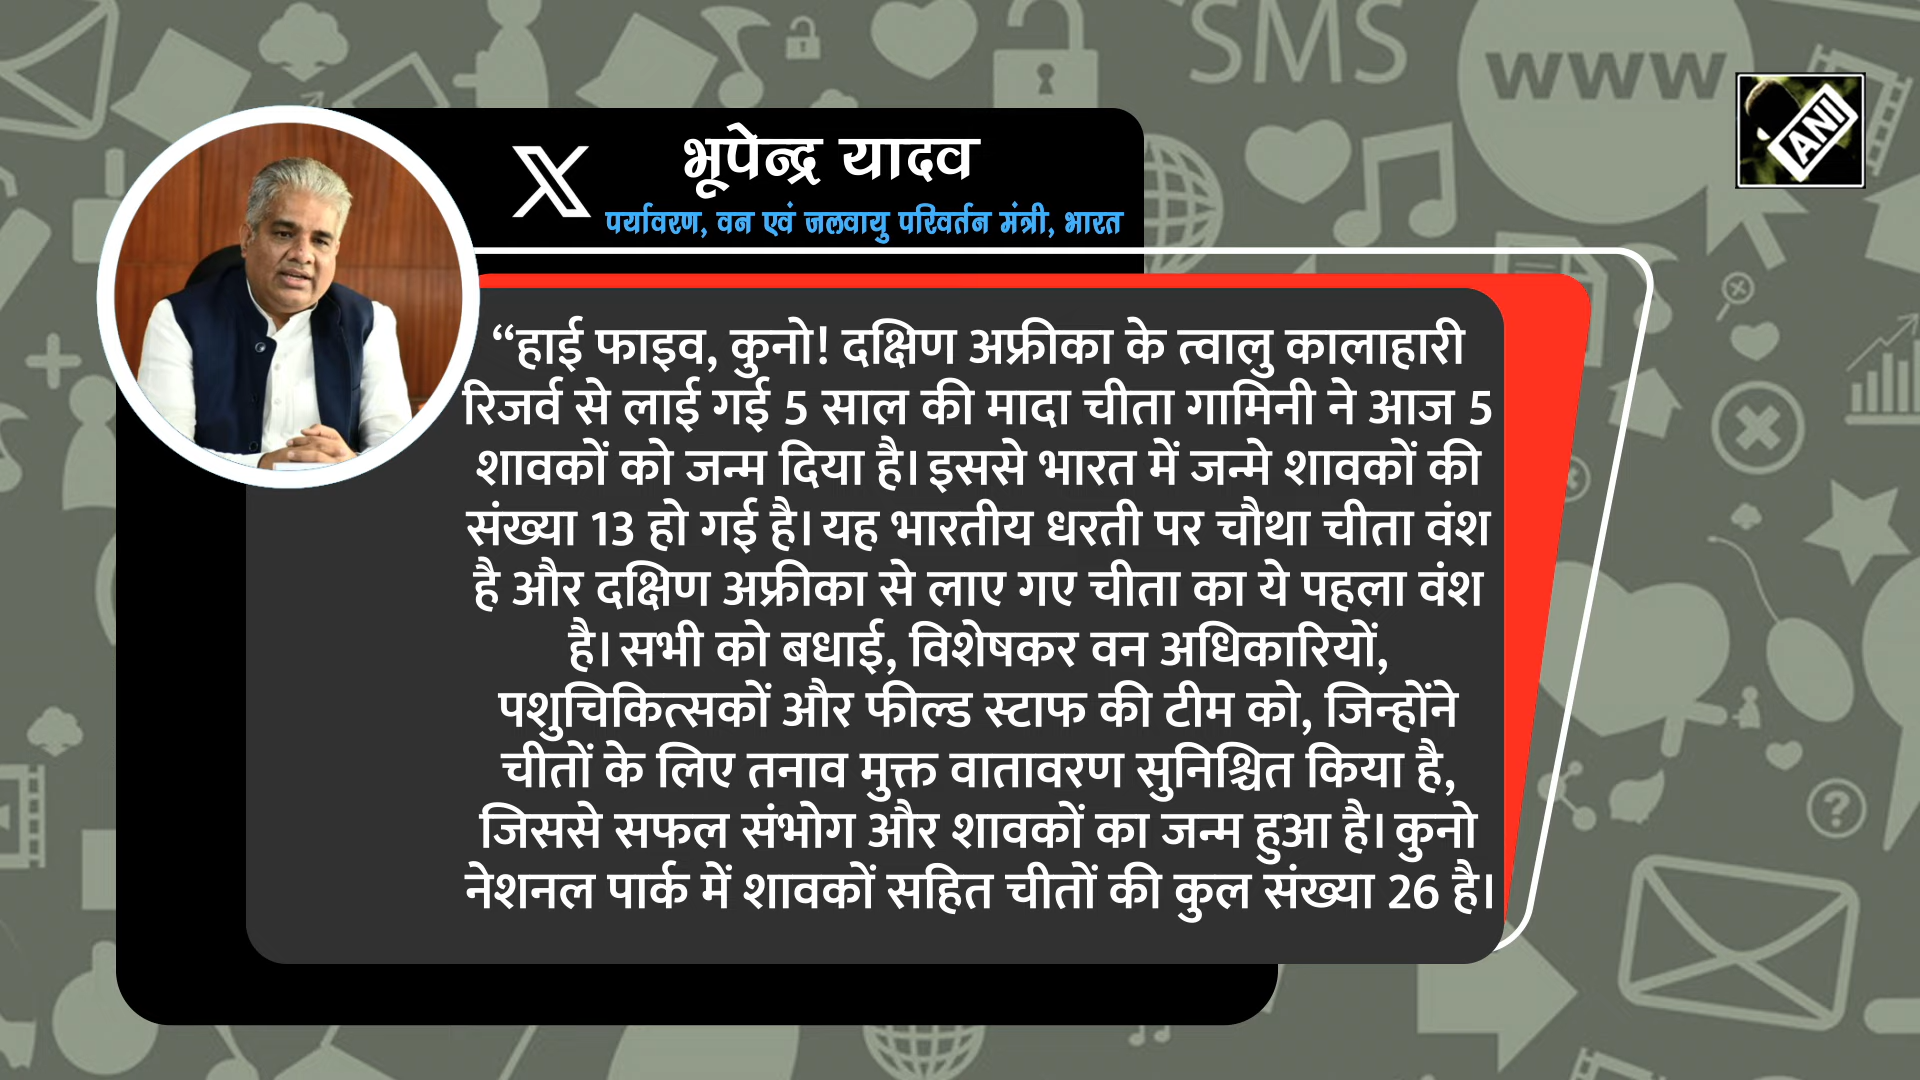 SMS
www
ANI
X
भूपेन्द्र यादव
पर्यावरण, वन एवं जलवायु परिवर्तन मंत्री, भारत
“हाई फाइव, कुनो! दक्षिण अफ्रीका के त्वालु कालाहारी
रिजर्व से लाई गई 5 साल की मादा चीता गामिनी ने आज 5
शावकों को जन्म दिया है। इससे भारत में जन्मे शावकों की
संख्या 13 हो गई है। यह भारतीय धरती पर चौथा चीता वंश
है और दक्षिण अफ्रीका से लाए गए चीता का ये पहला वंश
है। सभी को बधाई, विशेषकर वन अधिकारियों,
पशुचिकित्सकों और फील्ड स्टाफ की टीम को, जिन्होंने
चीतों के लिए तनाव मुक्त वातावरण सुनिश्चित किया है,
जिससे सफल संभोग और शावकों का जन्म हुआ है। कुनो
नेशनल पार्क में शावकों सहित चीतों की कुल संख्या 26 है।